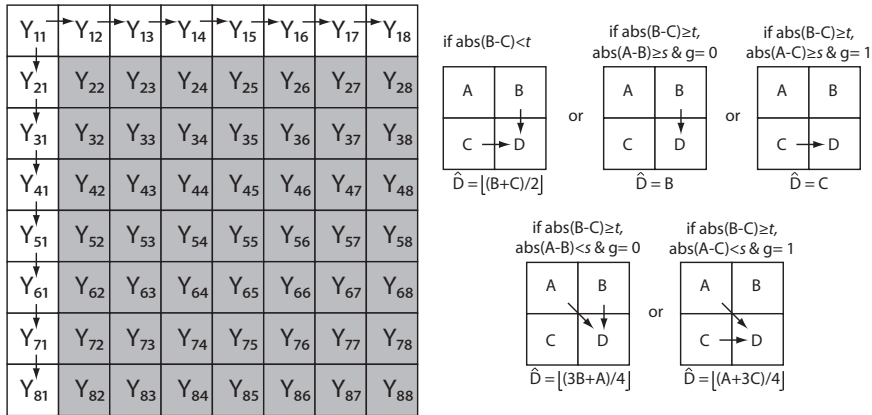 Y11 Y12 Y13 Y14 Y15 Y16 Y17 Y18
Y21 Y22 Y23 Y24 Y25 Y26 Y27 Y28
Y31 Y32 Y33 Y34 Y35 Y36 Y37 Y38
Y41 Y42 Y43 Y44 Y45 Y46 Y47 Y48
Y51 Y52 Y53 Y54 Y55 Y56 Y57 Y58
Y61 Y62 Y63 Y64 Y65 Y66 Y67 Y68
Y71 Y72 Y73 Y74 Y75 Y76 Y77 Y78
Y81 Y82 Y83 Y84 Y85 Y86 Y87 Y88
if abs(B-C)<t
A B
C D
D̂ = ⌊(B+C)/2⌋
or
if abs(B-C)≥t,
abs(A-B)≥s & g= 0
A B
C D
D̂ = B
or
if abs(B-C)≥t,
abs(A-C)≥s & g= 1
A B
C D
D̂ = C
if abs(B-C)≥t,
abs(A-B)<s & g= 0
A B
C D
D̂ = ⌊(3B+A)/4⌋
or
if abs(B-C)≥t,
abs(A-C)<s & g= 1
A B
C D
D̂ = ⌊(A+3C)/4⌋